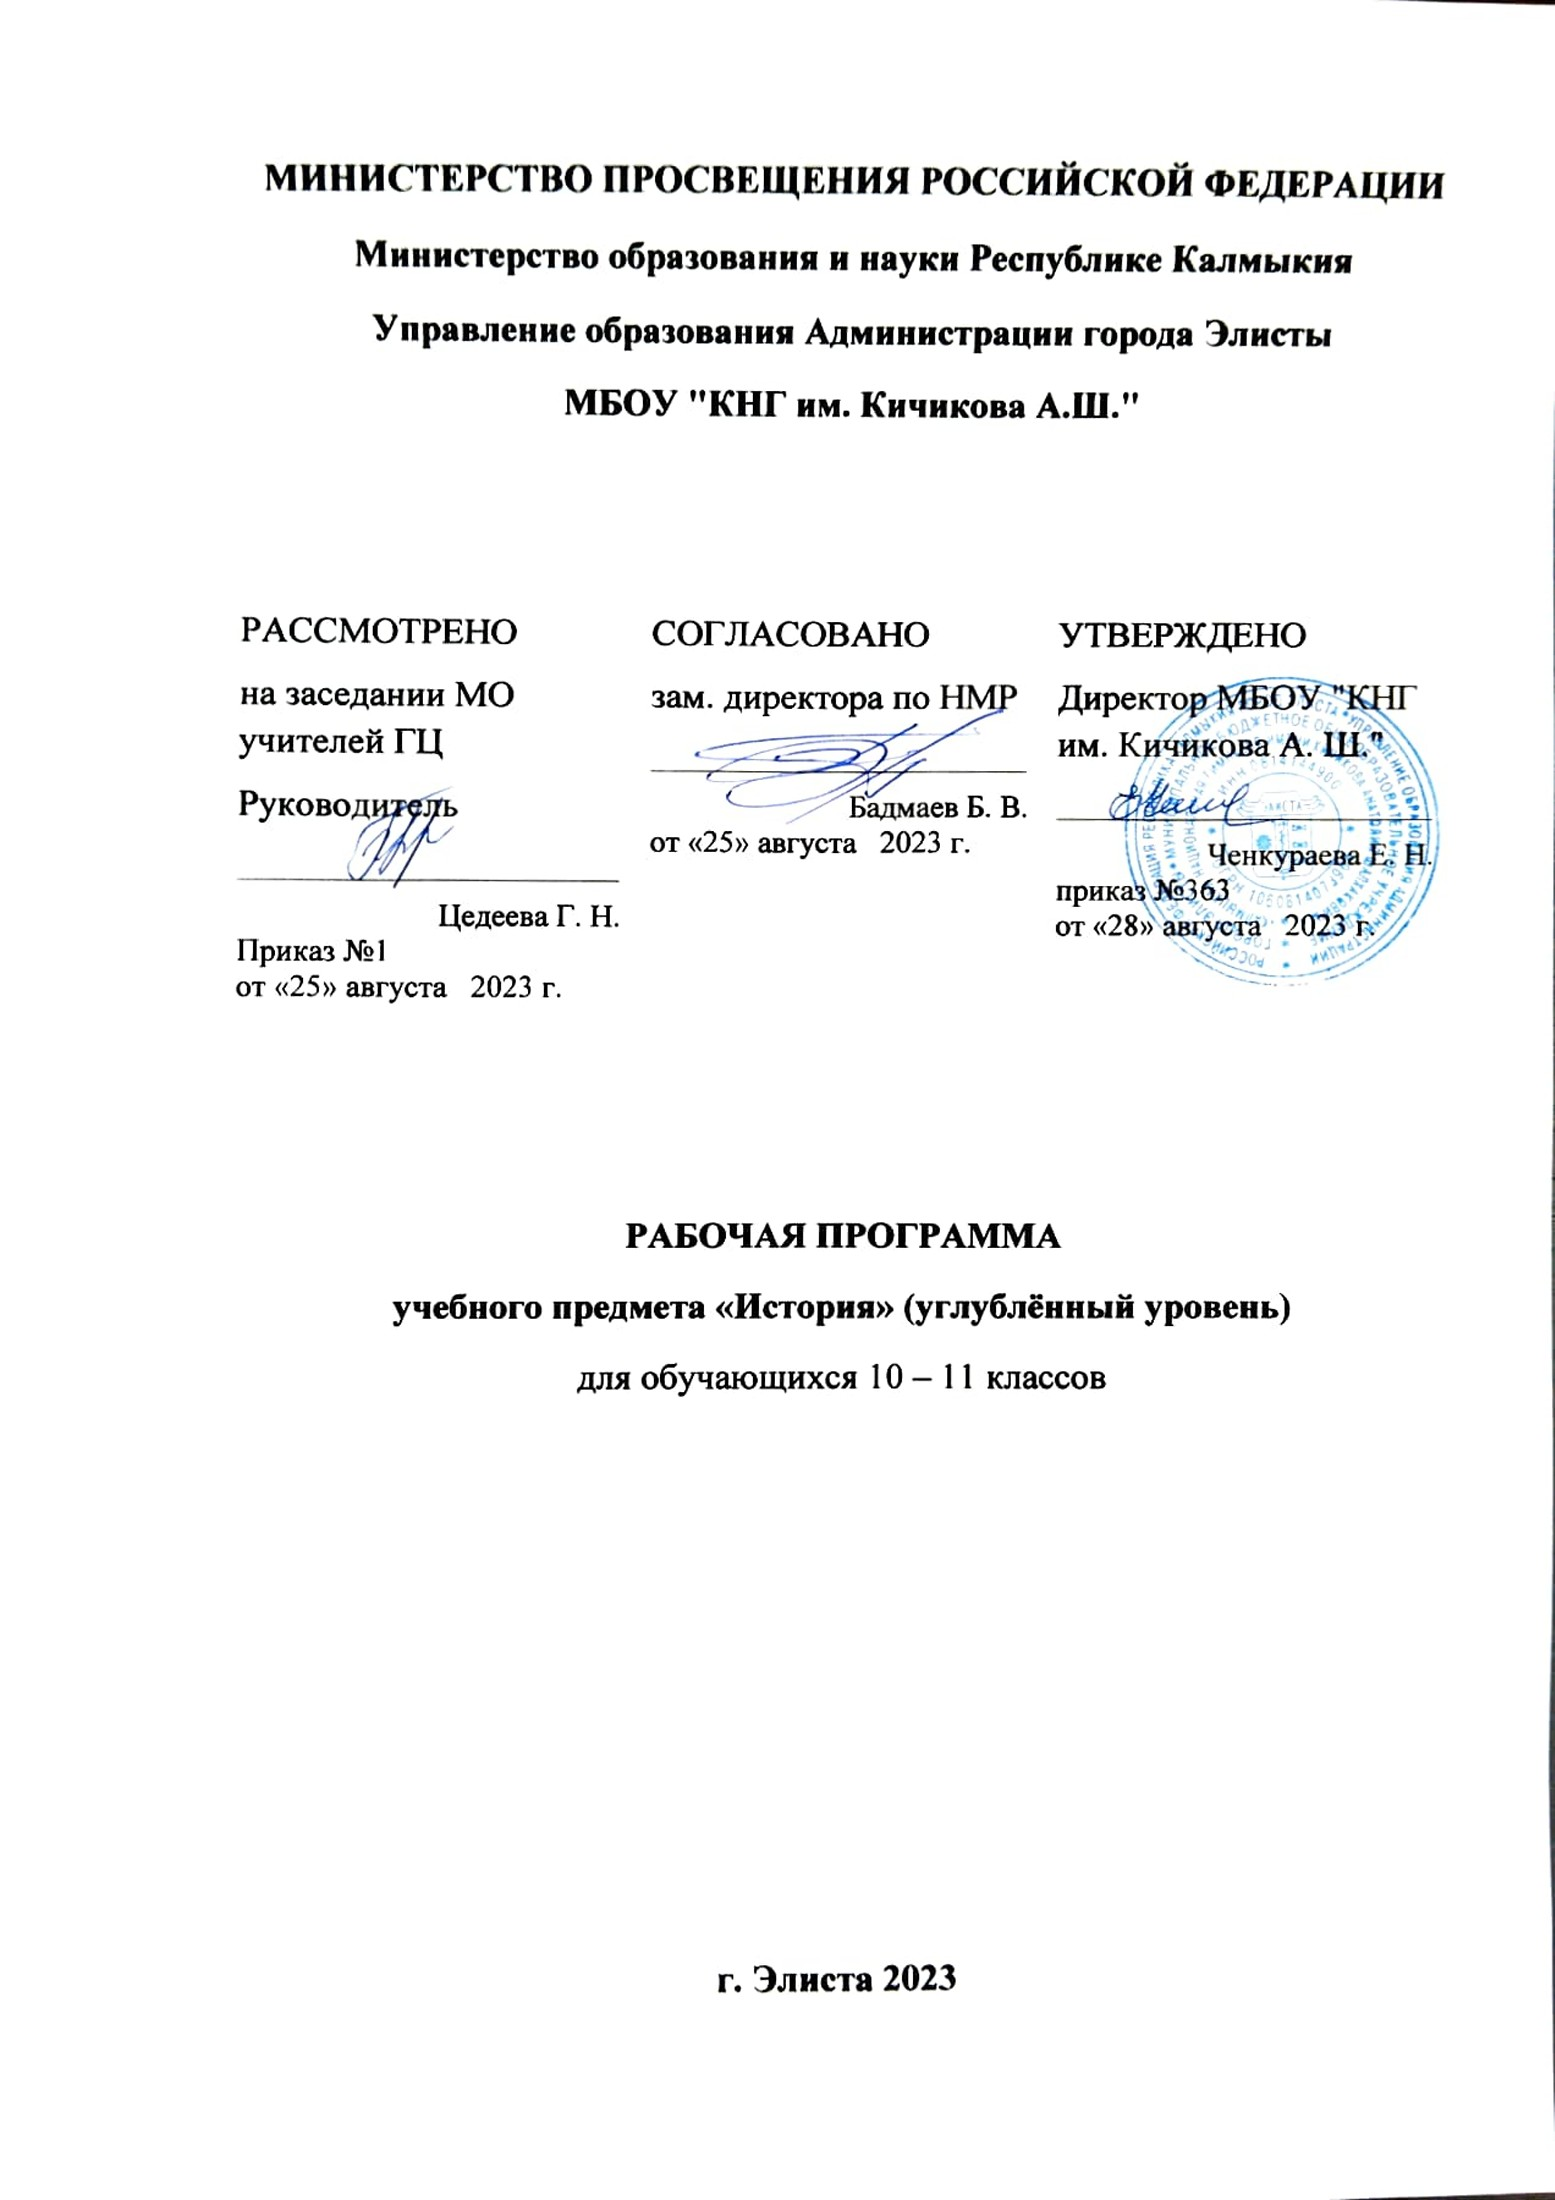 МИНИСТЕРСТВО ПРОСВЕЩЕНИЯ РОССИЙСКОЙ ФЕДЕРАЦИИ
Министерство образования и науки Республике Калмыкия
Управление образования Администрации города Элисты
МБОУ "КНГ им. Кичикова А.Ш."
РАССМОТРЕНО
на заседании МО
учителей ГЦ
Руководитель
Цедеева Г. Н.
Приказ №1
от «25» августа 2023 г.
СОГЛАСОВАНО
зам. директора по НМР
Бадмаев Б. В.
от «25» августа 2023 г.
УТВЕРЖДЕНО
Директор МБОУ "КНГ
им. Кичикова А. Ш."
Ченкураева Е. Н.
приказ №363
от «28» августа 2023 г.
РАБОЧАЯ ПРОГРАММА
учебного предмета «История» (углублённый уровень)
для обучающихся 10 – 11 классов
г. Элиста 2023